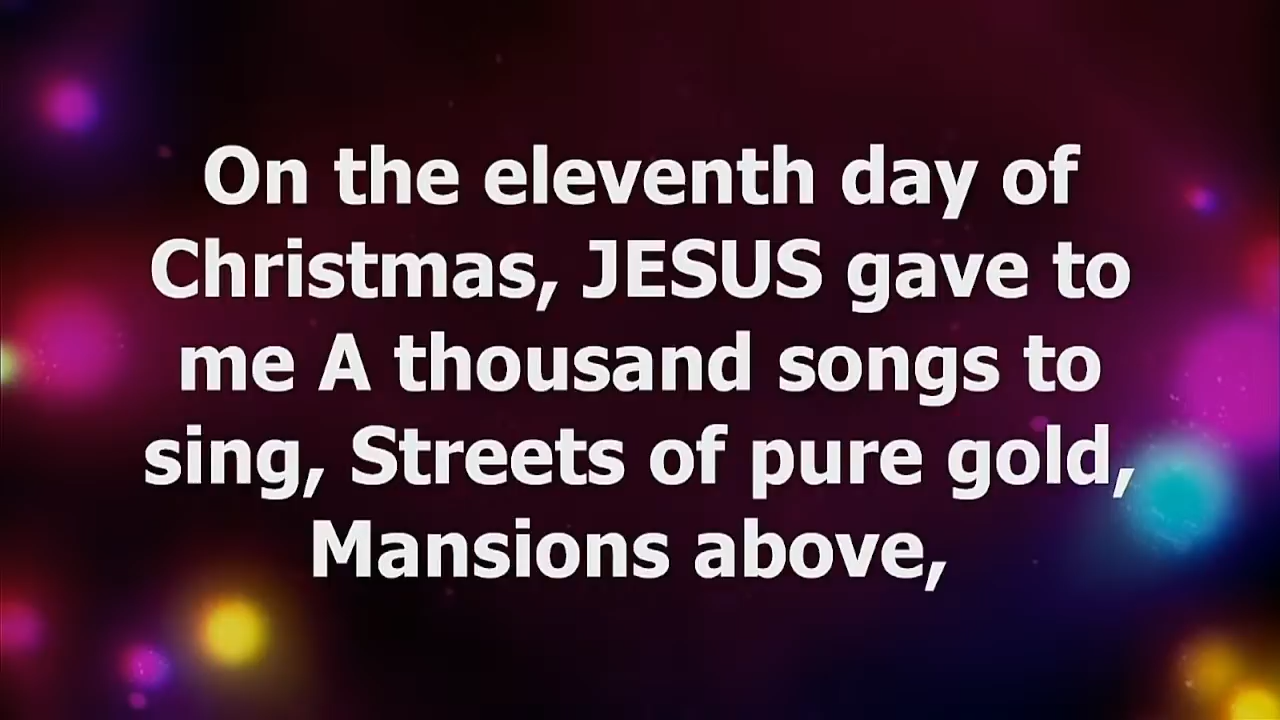 On the eleventh day of
Christmas, JESUS gave to
me A thousand songs to
sing, Streets of pure gold,
Mansions above,